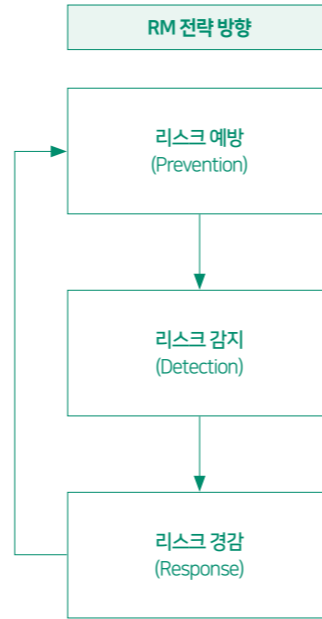 RM 전략 방향
리스크 예방
(Prevention)
리스크 감지
(Detection)
리스크 경감
(Response)